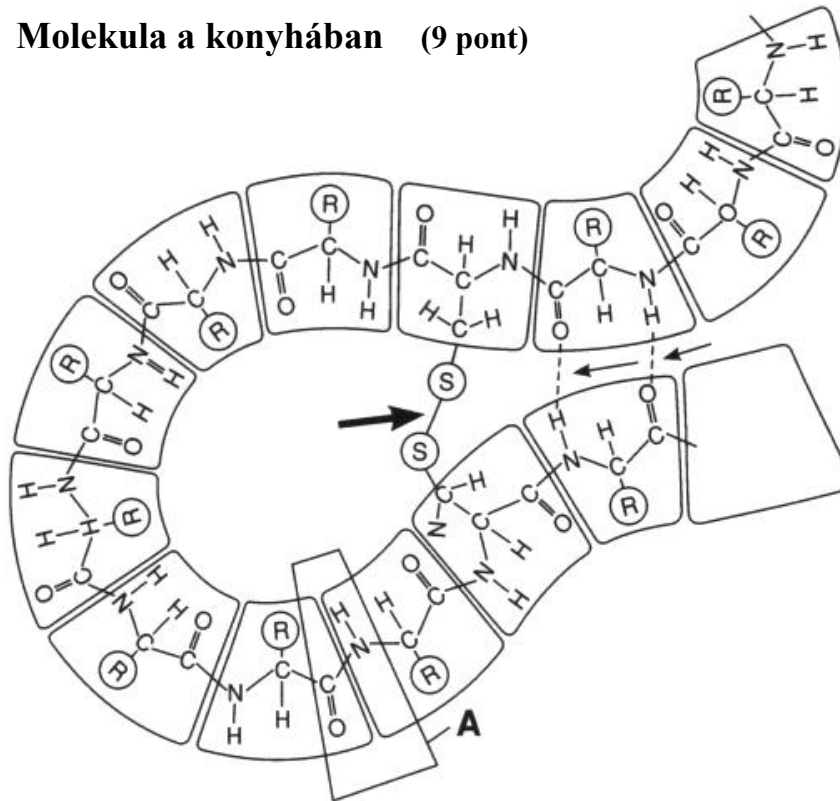 Molekula a konyhában (9 pont)
N H
R C H
C O
H N
H C R
O C
R H
C C N
O H H
O H H
C C N
H C H
S
S
R
C C N
O H H
H H
O C C N
R
R C N H
C O H
H N
H H R
O C
N H
H O
R C C
R
N C C
H H O
H H O
N C C
R
C H
N C C O
N H H
H H O
N C C
R
A